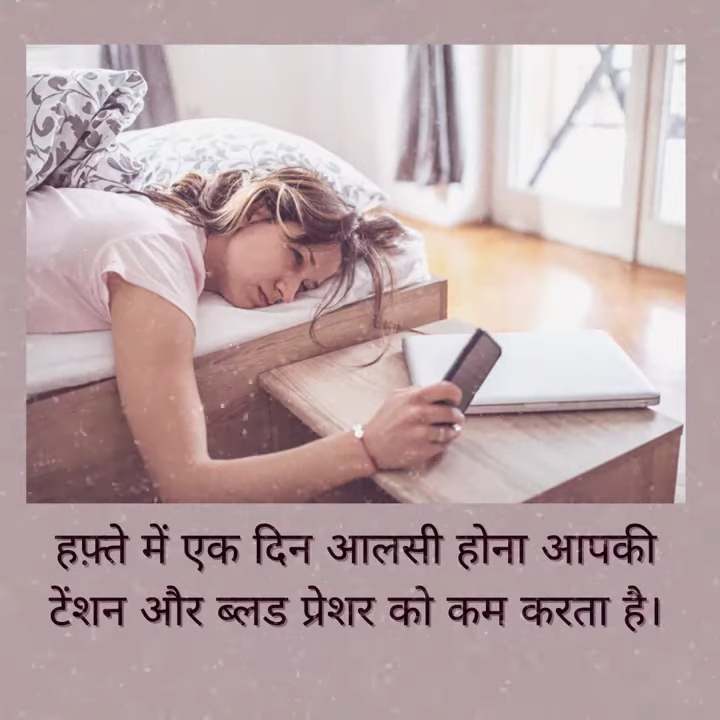 हफ़्ते में एक दिन आलसी होना आपकी
टेंशन और ब्लड प्रेशर को कम करता है।